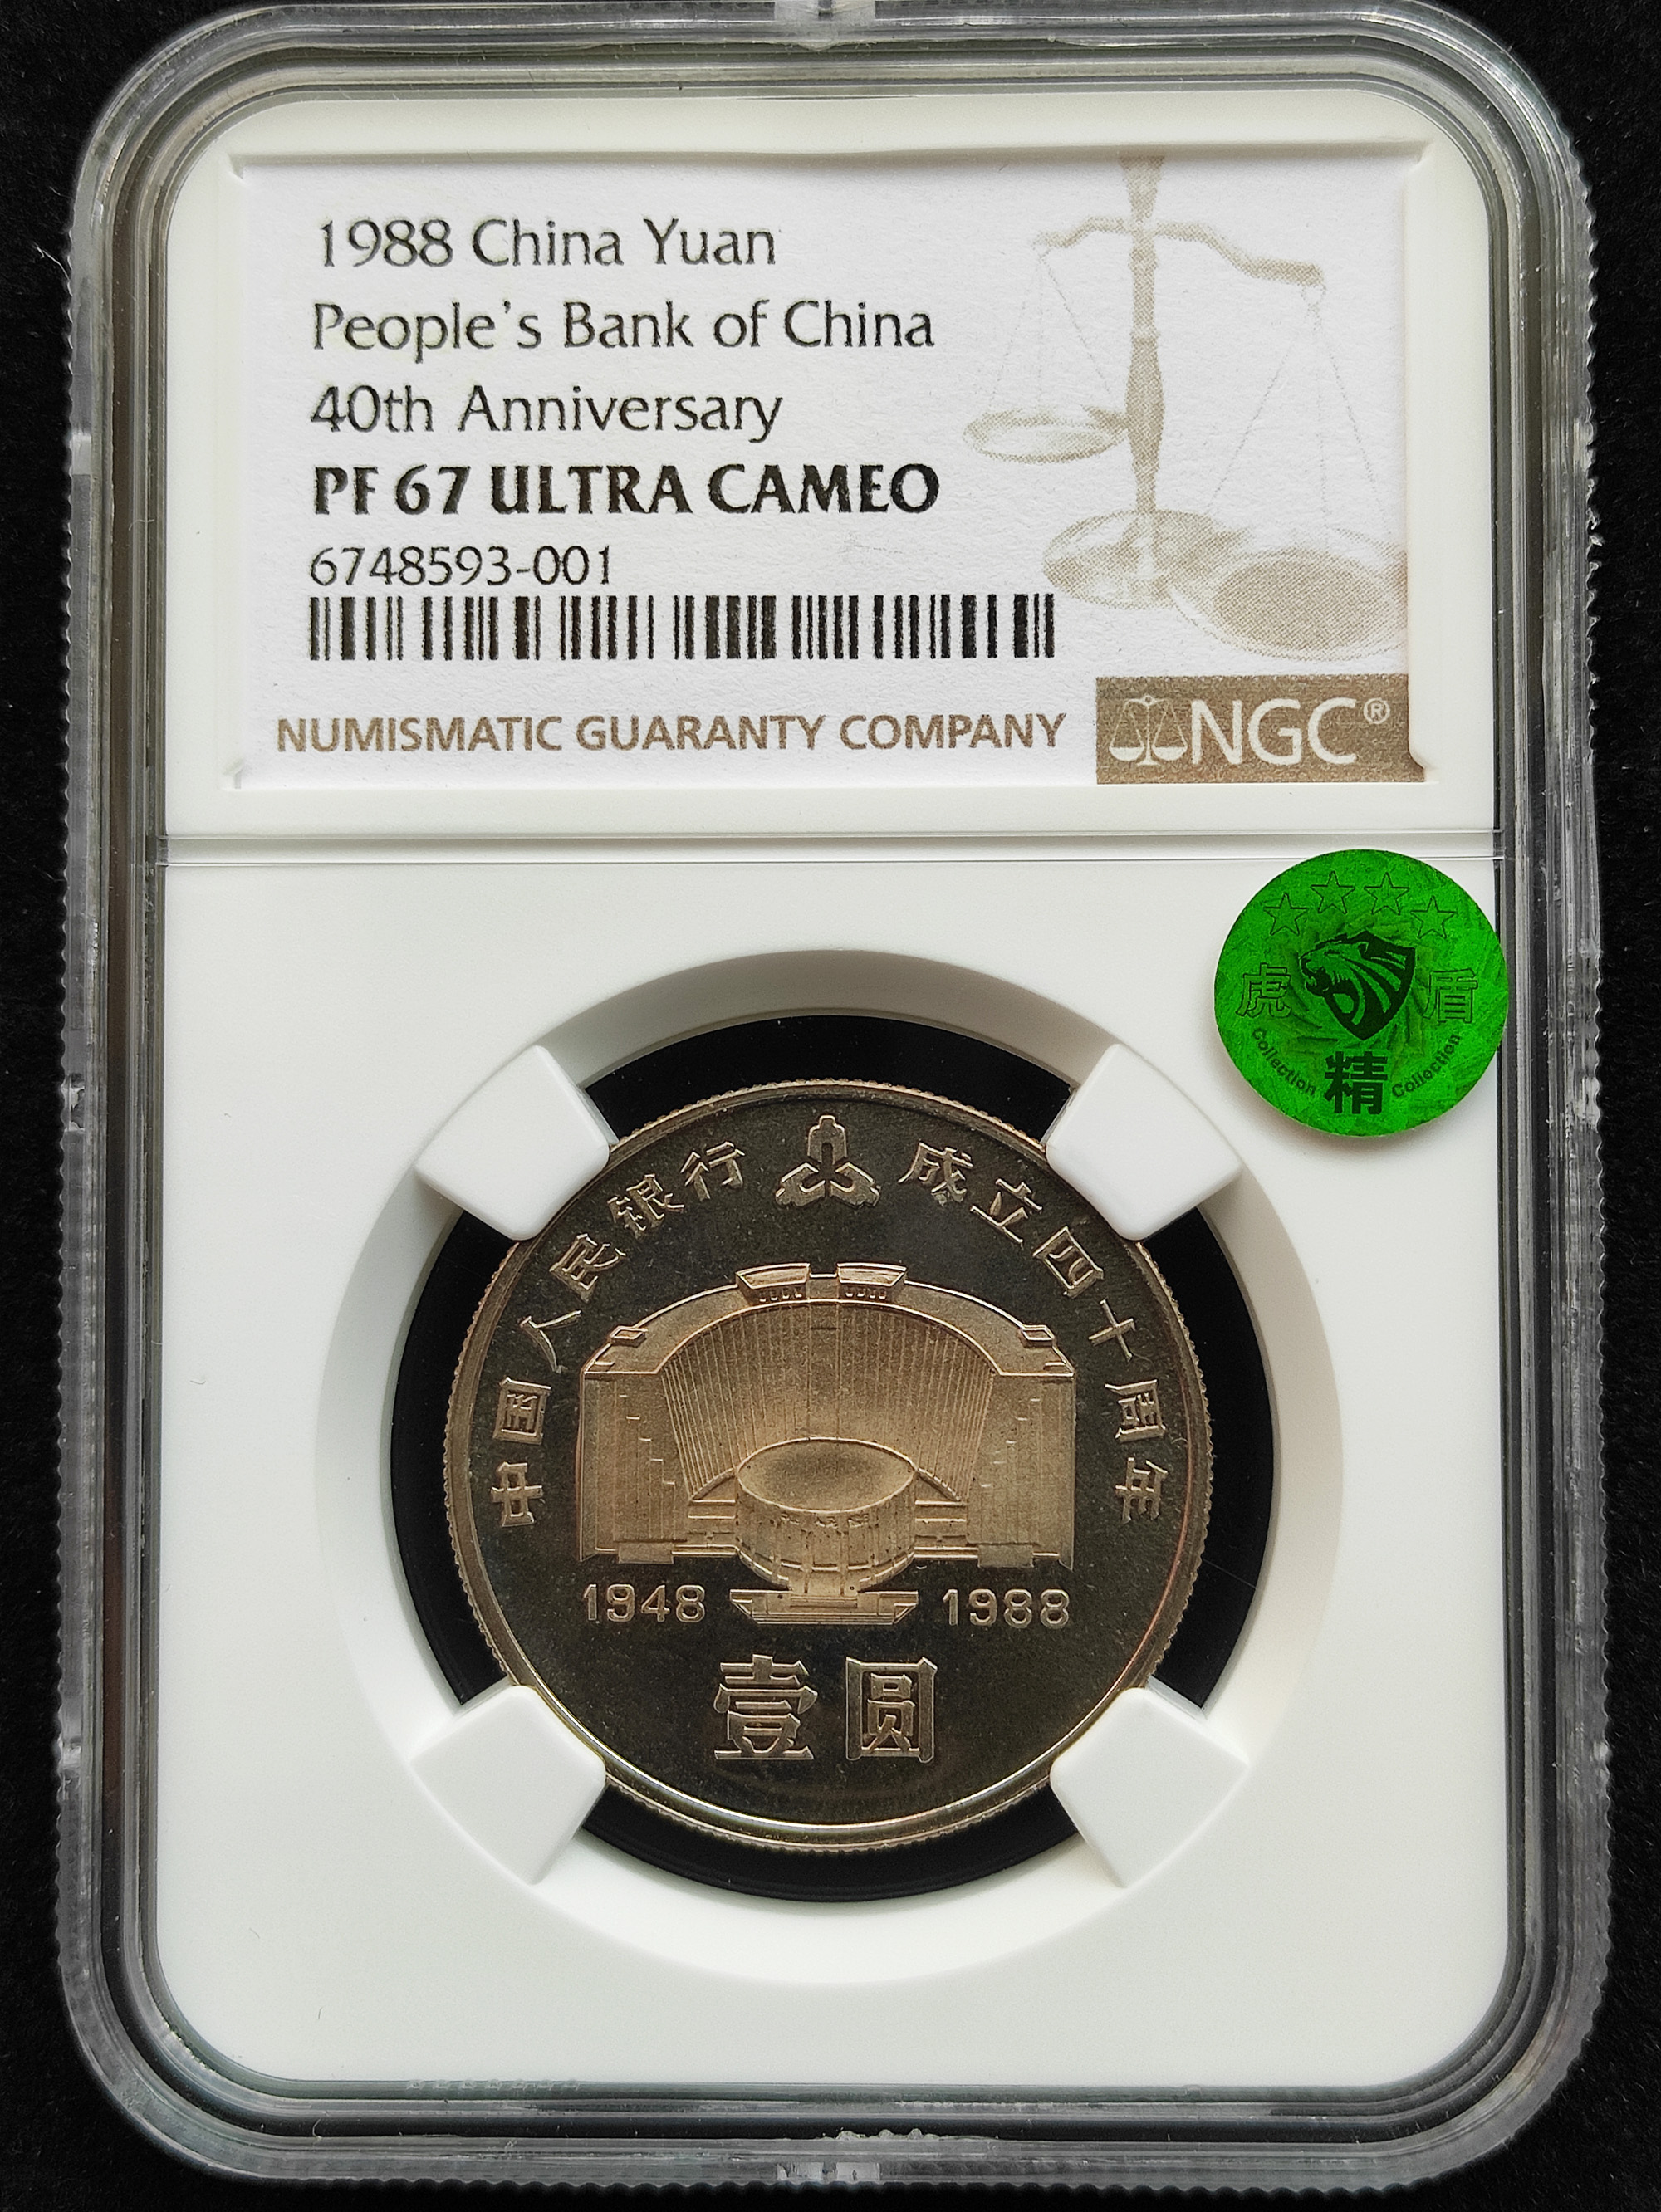 1988 China Yuan
People's Bank of China
40th Anniversary
PF 67 ULTRA CAMEO
6748593-001
NUMISMATIC GUARANTY COMPANY
NGC®
虎盾
Collection 精 Collection
中国人民银行 成立四十周年
1948 1988
壹圆